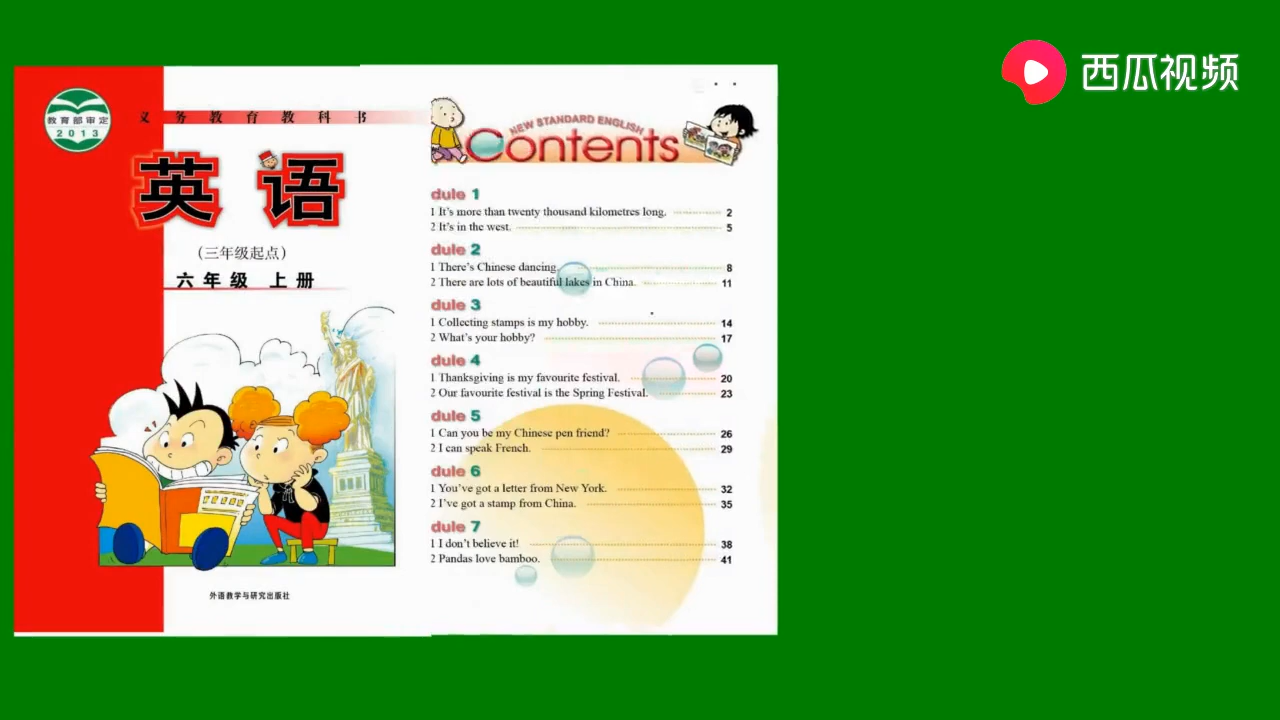 西瓜视频
教育部审定
2013
义务教育教科书
英语
(三年级起点)
六年级 上册
外语教学与研究出版社
NEW STANDARD ENGLISH
Contents
dule 1
1 It's more than twenty thousand kilometres long. 2
2 It's in the west. 5
dule 2
1 There's Chinese dancing. 8
2 There are lots of beautiful lakes in China. 11
dule 3
1 Collecting stamps is my hobby. 14
2 What's your hobby? 17
dule 4
1 Thanksgiving is my favourite festival. 20
2 Our favourite festival is the Spring Festival. 23
dule 5
1 Can you be my Chinese pen friend? 26
2 I can speak French. 29
dule 6
1 You've got a letter from New York. 32
2 I've got a stamp from China. 35
dule 7
1 I don't believe it! 38
2 Pandas love bamboo. 41